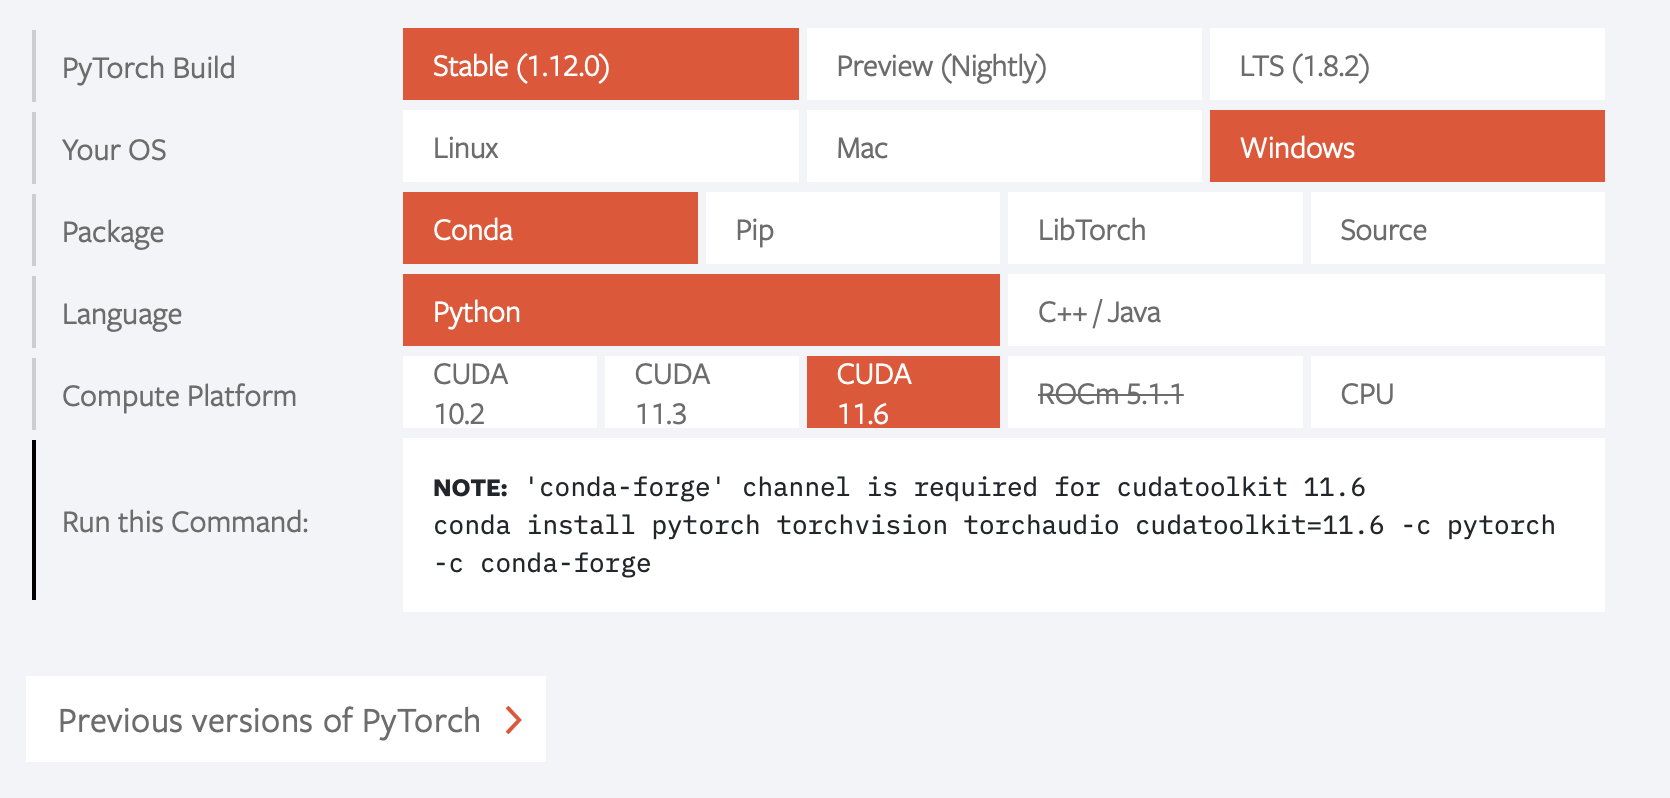 PyTorch Build
Stable (1.12.0)
Preview (Nightly)
LTS (1.8.2)
Your OS
Linux
Mac
Windows
Package
Conda
Pip
LibTorch
Source
Language
Python
C++ / Java
Compute Platform
CUDA
10.2
CUDA
11.3
CUDA
11.6
ROCm 5.1.1
CPU
Run this Command:
NOTE: 'conda-forge' channel is required for cudatoolkit 11.6
conda install pytorch torchvision torchaudio cudatoolkit=11.6 -c pytorch
-c conda-forge
Previous versions of PyTorch